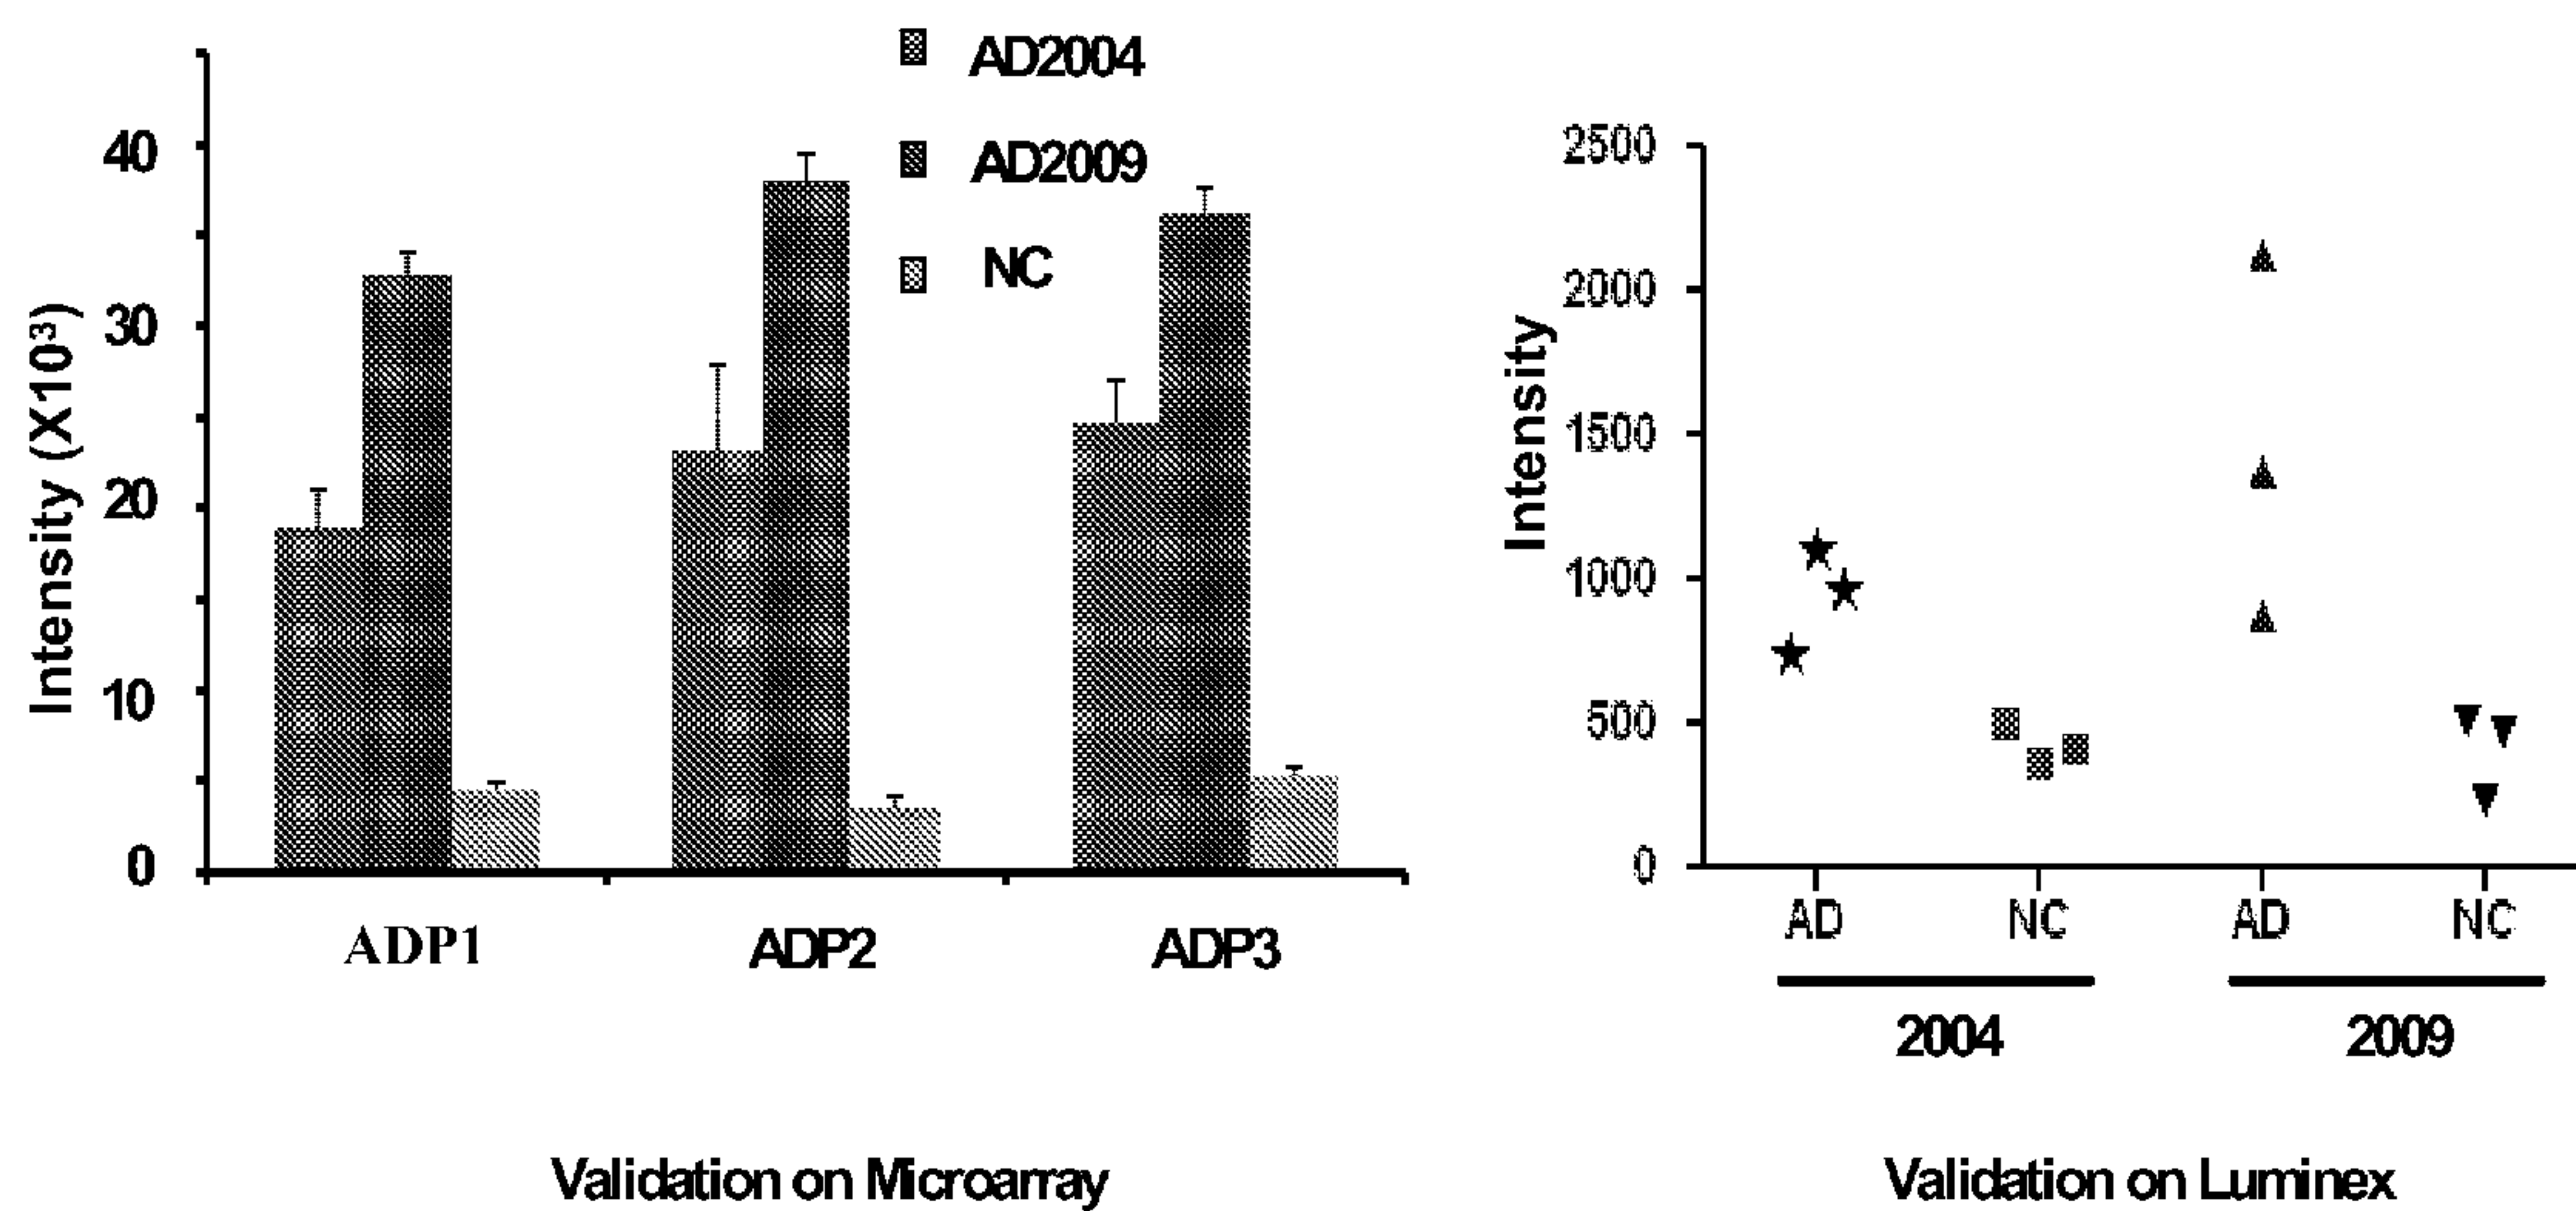 AD2004
AD2009
NC
Intensity (X10³)
40
30
20
10
0
ADP1
ADP2
ADP3
Validation on Microarray
Intensity
2500
2000
1500
1000
500
0
AD
NC
AD
NC
2004
2009
Validation on Luminex